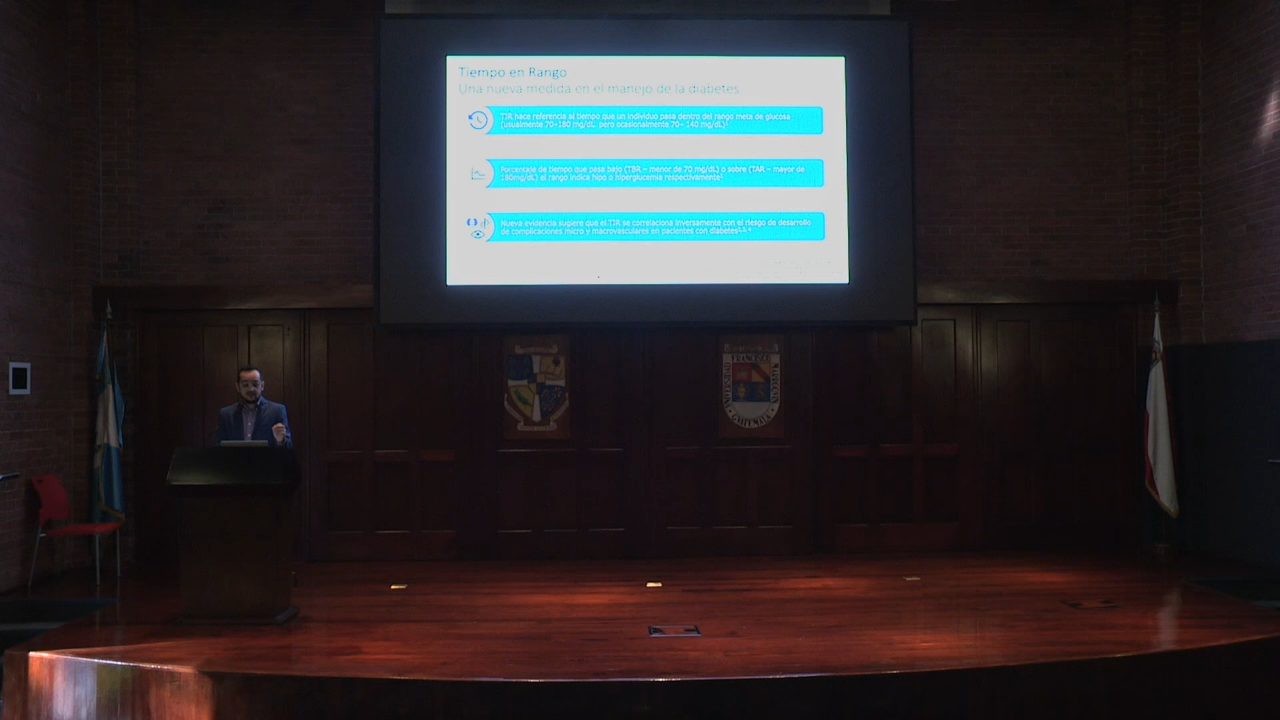 Tiempo en Rango
Una nueva medida en el manejo de la diabetes
TIR hace referencia al tiempo que un individuo pasa dentro del rango meta de glucosa
(usualmente 70–180 mg/dL, pero ocasionalmente 70– 140 mg/dL)
Porcentaje de tiempo que pasa bajo (TBR – menor de 70 mg/dL) o sobre (TAR – mayor de
180mg/dL) el rango indica hipo o hiperglucemia respectivamente
Nueva evidencia sugiere que el TIR se correlaciona inversamente con el riesgo de desarrollo
de complicaciones micro y macrovasculares en pacientes con diabetes
UNIVERSIDAD FRANCISCO MARROQUIN
GUATEMALA